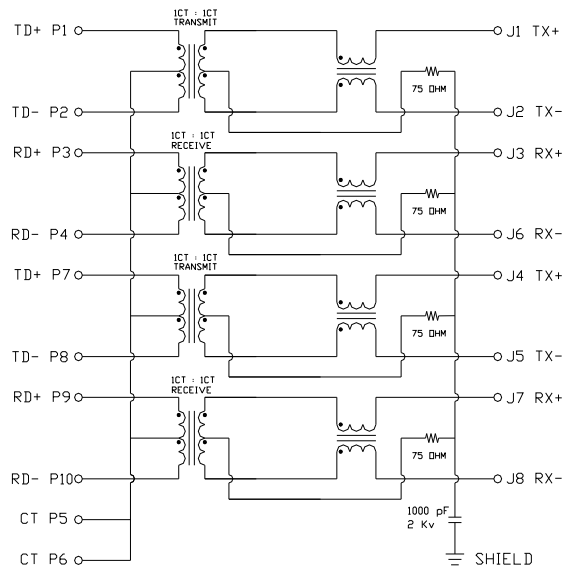 1CT : 1CT
TRANSMIT
TD+ P1
J1 TX+
75 OHM
TD- P2
J2 TX-
1CT : 1CT
RECEIVE
RD+ P3
J3 RX+
75 OHM
RD- P4
J6 RX-
1CT : 1CT
TRANSMIT
TD+ P7
J4 TX+
75 OHM
TD- P8
J5 TX-
1CT : 1CT
RECEIVE
RD+ P9
J7 RX+
75 OHM
RD- P10
J8 RX-
1000 pF
2 Kv
CT P5
CT P6
SHIELD